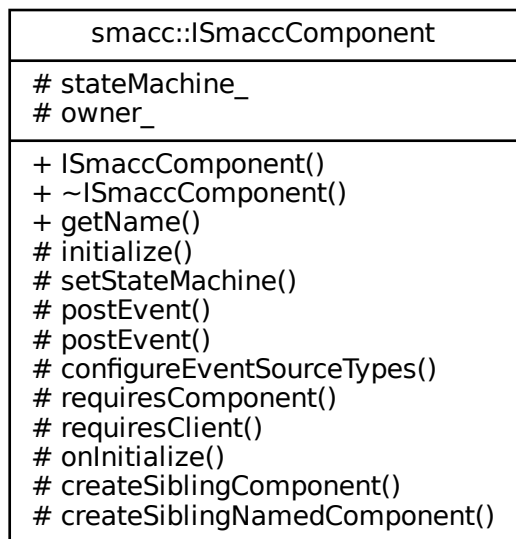 smacc::ISmaccComponent
# stateMachine_
# owner_
+ ISmaccComponent()
+ ~ISmaccComponent()
+ getName()
# initialize()
# setStateMachine()
# postEvent()
# postEvent()
# configureEventSourceTypes()
# requiresComponent()
# requiresClient()
# onInitialize()
# createSiblingComponent()
# createSiblingNamedComponent()